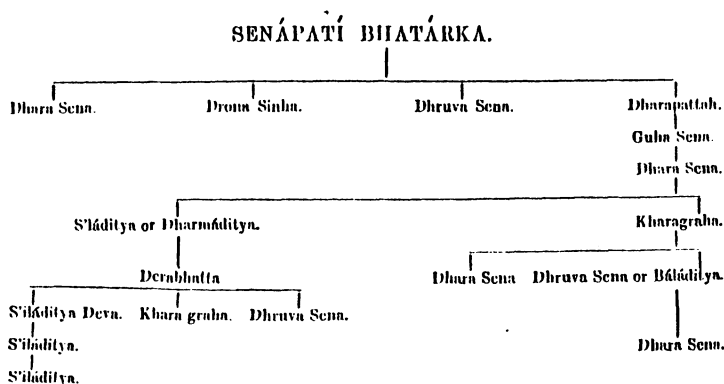 SENÁPATÍ BHATÁRKA.
Dhara Sena. Drona Sinha. Dhruva Sena. Dharapattah.
Guha Sena.
Dhara Sena.
S'láditya or Dharmáditya. Kharagraha.
Derabhatta Dhara Sena Dhruva Sena or Báláditya.
S'iláditya Deva. Khara graha. Dhruva Sena.
S'iláditya. Dhara Sena.
S'iláditya.